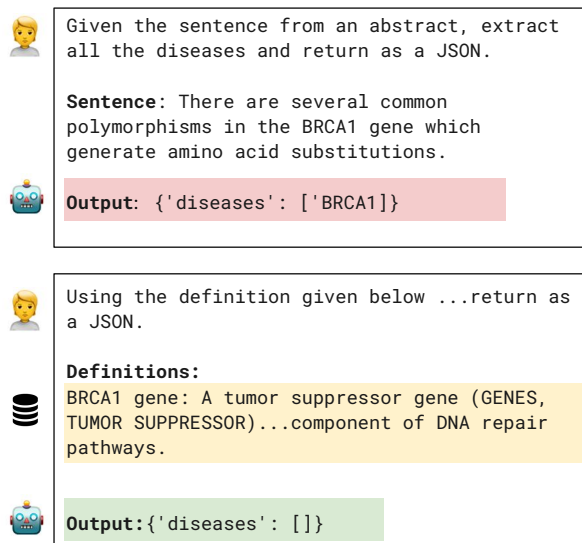 Given the sentence from an abstract, extract
all the diseases and return as a JSON.
Sentence: There are several common
polymorphisms in the BRCA1 gene which
generate amino acid substitutions.
Output: {'diseases': ['BRCA1]}
Using the definition given below ...return as
a JSON.
Definitions:
BRCA1 gene: A tumor suppressor gene (GENES,
TUMOR SUPPRESSOR)...component of DNA repair
pathways.
Output:{'diseases': []}